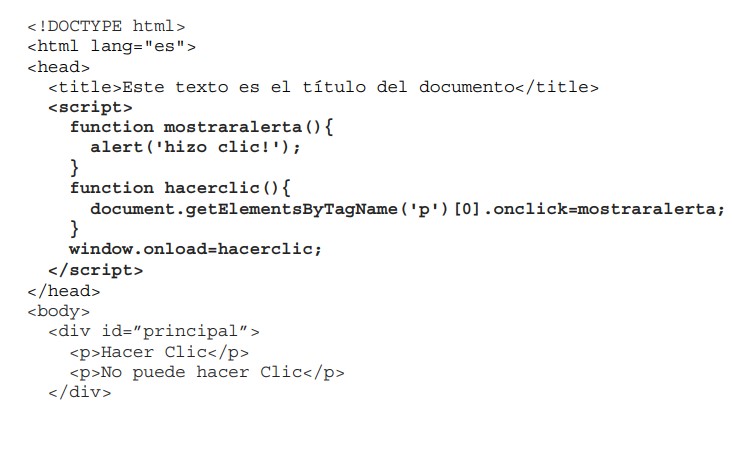 <!DOCTYPE html>
<html lang="es">
<head>
<title>Este texto es el título del documento</title>
<script>
function mostraralerta(){
alert('hizo clic!');
}
function hacerclic(){
document.getElementsByTagName('p')[0].onclick=mostraralerta;
}
window.onload=hacerclic;
</script>
</head>
<body>
<div id=”principal”>
<p>Hacer Clic</p>
<p>No puede hacer Clic</p>
</div>